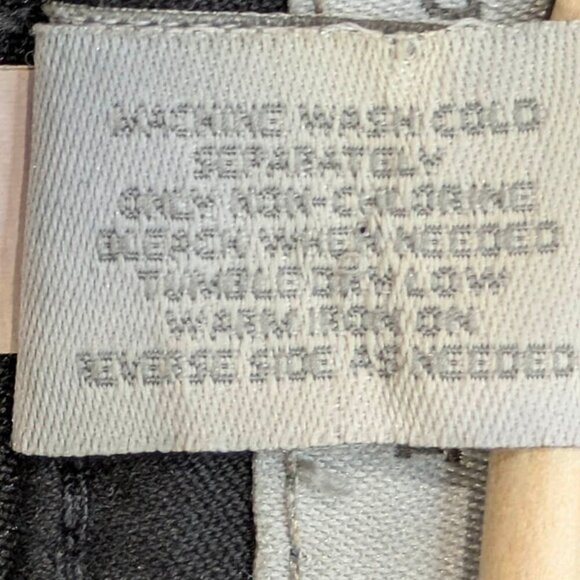 MACHINE WASH COLD
SEPARATELY
ONLY NON-CHLORINE
BLEACH WHEN NEEDED
TUMBLE DRY LOW
WARM IRON ON
REVERSE SIDE AS NEEDED